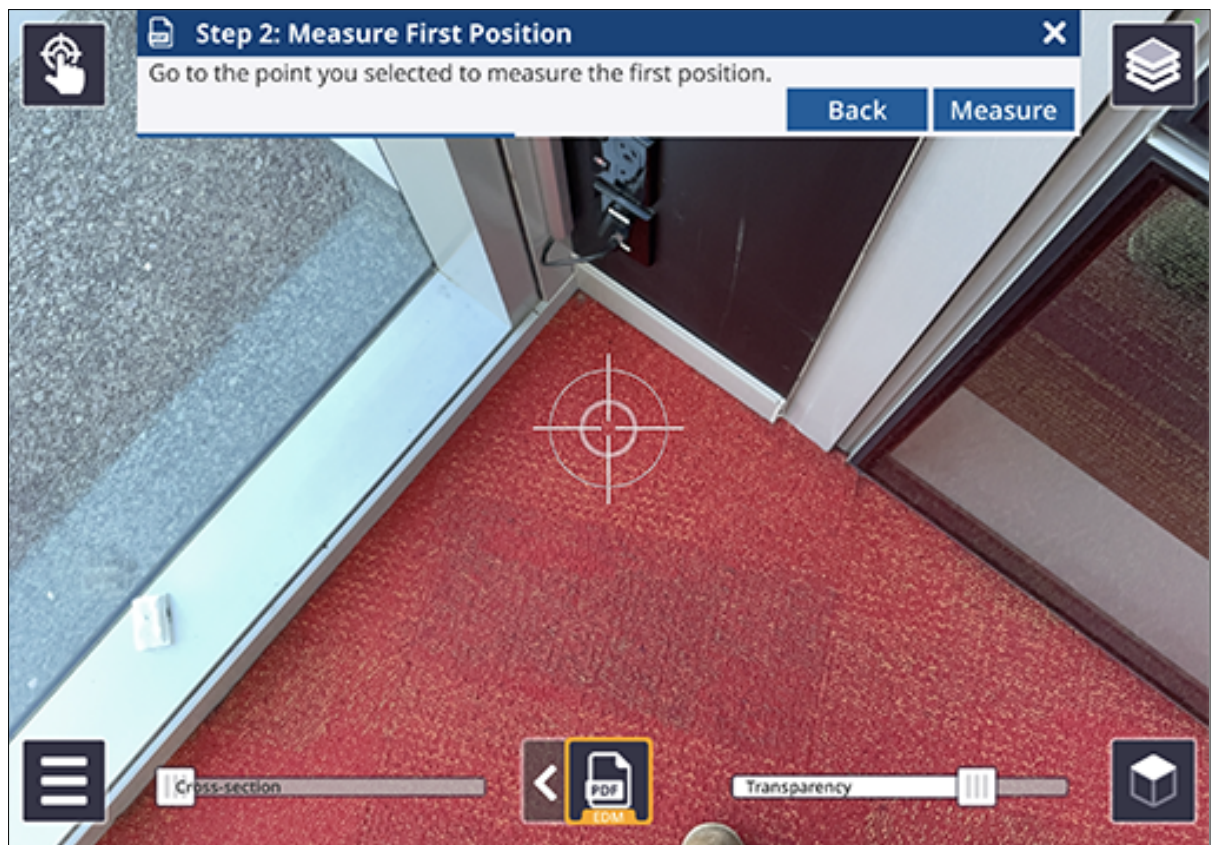 Step 2: Measure First Position
Go to the point you selected to measure the first position.
Back Measure
Cross-section
PDF
EDM
Transparency